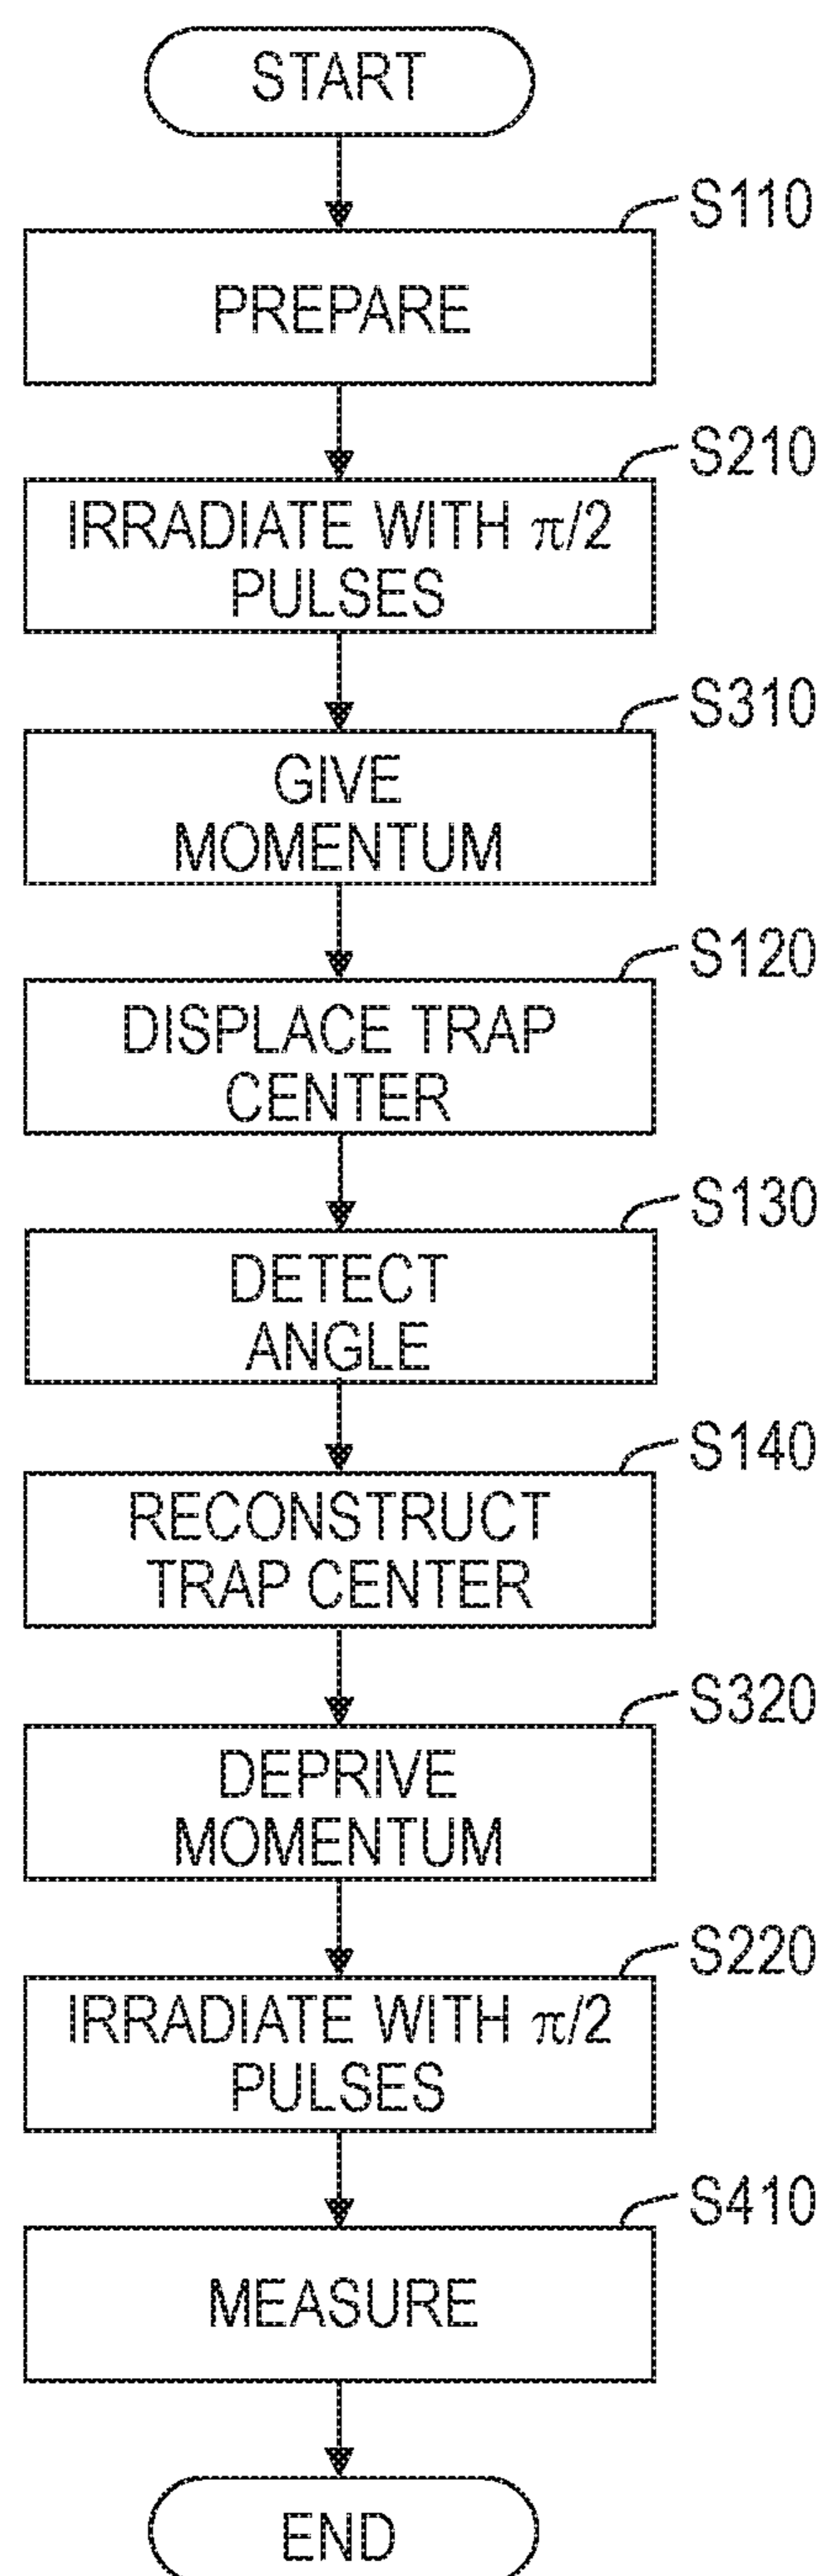 START
S110
PREPARE
S210
IRRADIATE WITH π/2
PULSES
S310
GIVE
MOMENTUM
S120
DISPLACE TRAP
CENTER
S130
DETECT
ANGLE
S140
RECONSTRUCT
TRAP CENTER
S320
DEPRIVE
MOMENTUM
S220
IRRADIATE WITH π/2
PULSES
S410
MEASURE
END